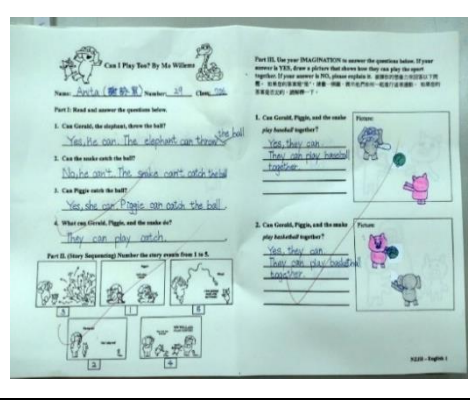 Can I Play Too? By Mo Willems
Name: Anita Number: 29 Class:
Part I: Read and answer the questions below.
1. Can Gerald, the elephant, throw the ball?
Yes, He can. The elephant can throw the ball
2. Can the snake catch the ball?
No, he can't. The snake can't catch the ball
3. Can Piggie catch the ball?
Yes, she can. Piggie can catch the ball.
4. What can Gerald, Piggie, and the snake do?
They can play catch.
Part II. (Story Sequencing) Number the story events from 1 to 5.
3 1 5
2 4
Part III. Use your IMAGINATION to answer the questions below. If your
answer is YES, draw a picture that shows how they can play the sport
together. If your answer is NO, please explain it.
1. Can Gerald, Piggie, and the snake
play baseball together?
Yes, they can.
They can play baseball
together.
Picture:
2. Can Gerald, Piggie, and the snake
play basketball together?
Yes, they can.
They can play basketball
together.
Picture: